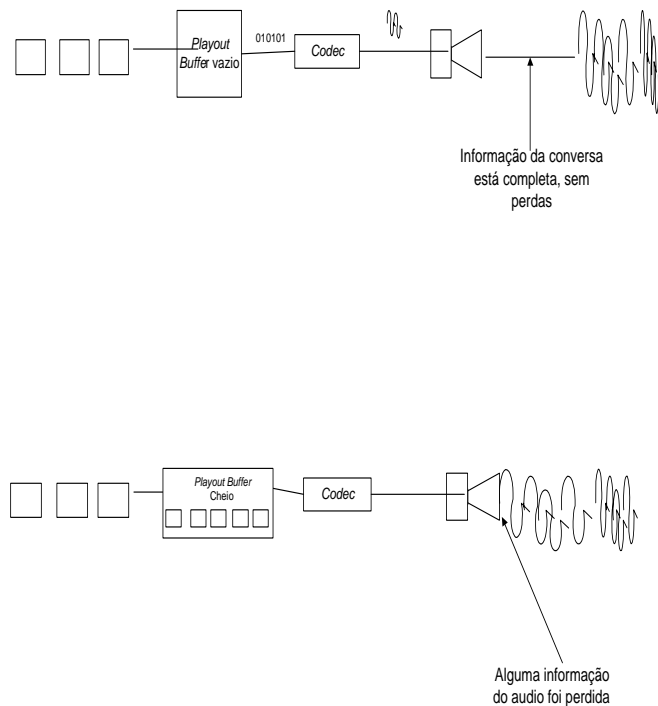 Playout
Buffer vazio
010101
Codec
Informação da conversa
está completa, sem
perdas
Playout Buffer
Cheio
Codec
Alguma informação
do audio foi perdida